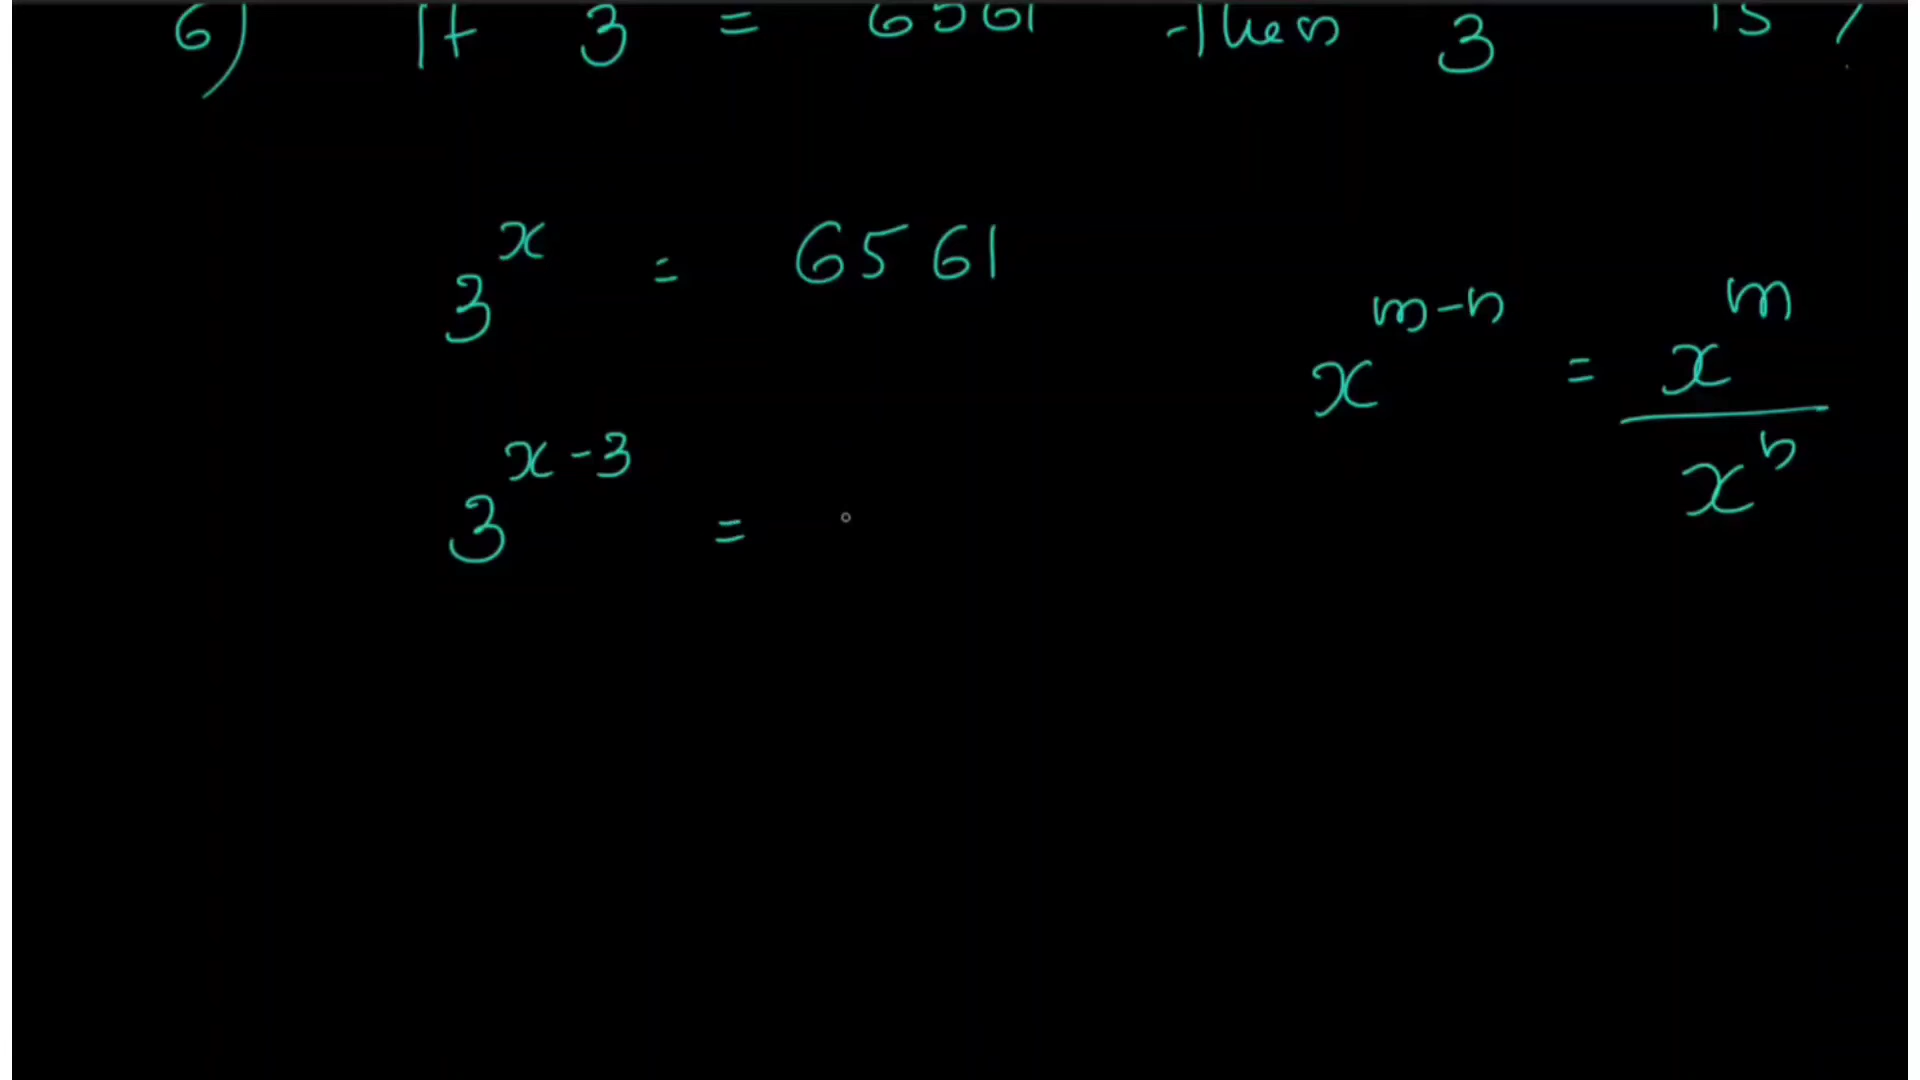 6) If 3 = 6561 then 3 is ?
3^x = 6561
x^{m-n} = x^m / x^n
3^{x-3} =